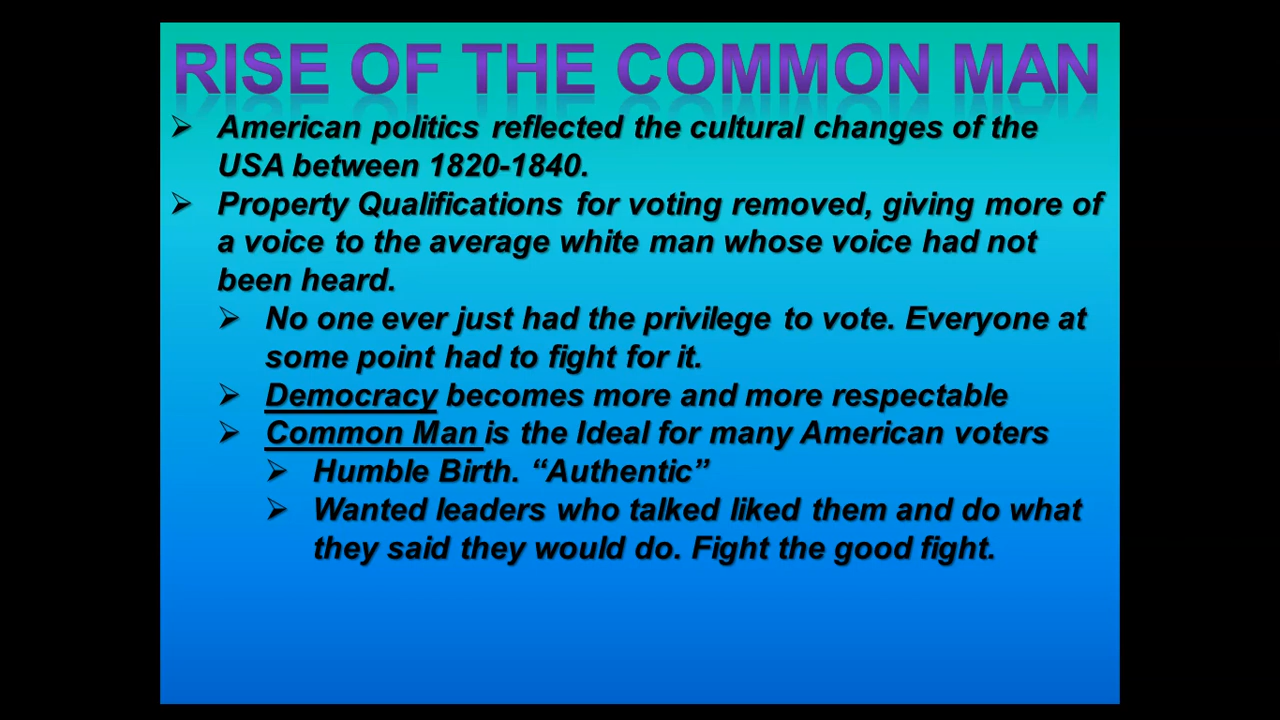 RISE OF THE COMMON MAN
➢ American politics reflected the cultural changes of the
USA between 1820-1840.
➢ Property Qualifications for voting removed, giving more of
a voice to the average white man whose voice had not
been heard.
➢ No one ever just had the privilege to vote. Everyone at
some point had to fight for it.
➢ Democracy becomes more and more respectable
➢ Common Man is the Ideal for many American voters
➢ Humble Birth. “Authentic”
➢ Wanted leaders who talked liked them and do what
they said they would do. Fight the good fight.